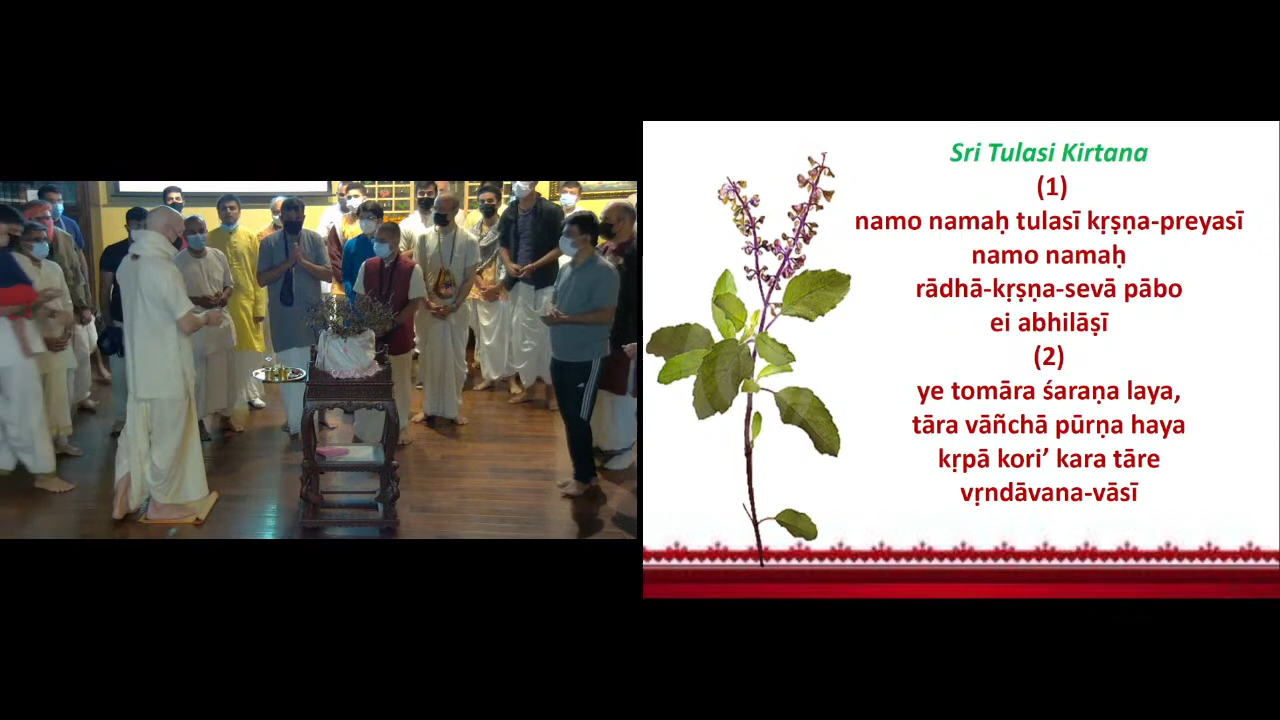 Sri Tulasi Kirtana
(1)
namo namaḥ tulasī kṛṣṇa-preyasī
namo namaḥ
rādhā-kṛṣṇa-sevā pābo
ei abhilāṣī
(2)
ye tomāra śaraṇa laya,
tāra vāñchā pūrṇa haya
kṛpā kori’ kara tāre
vṛndāvana-vāsī